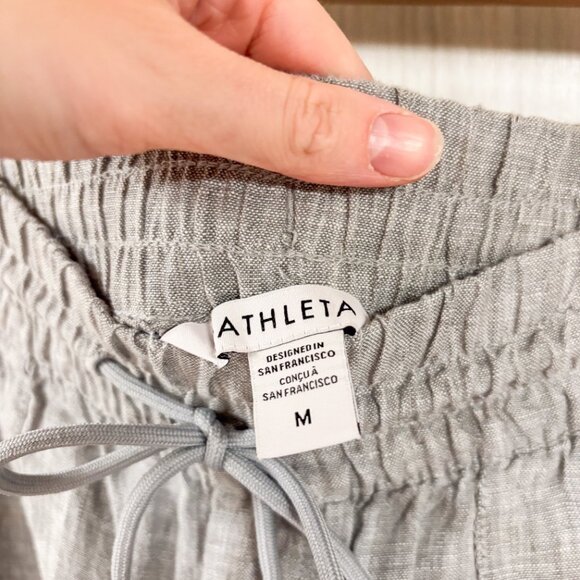 ATHLETA
DESIGNED IN
SAN FRANCISCO
CONÇU À
SAN FRANCISCO
M